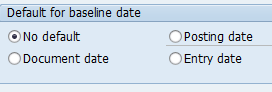 Default for baseline date
No default Posting date
Document date Entry date